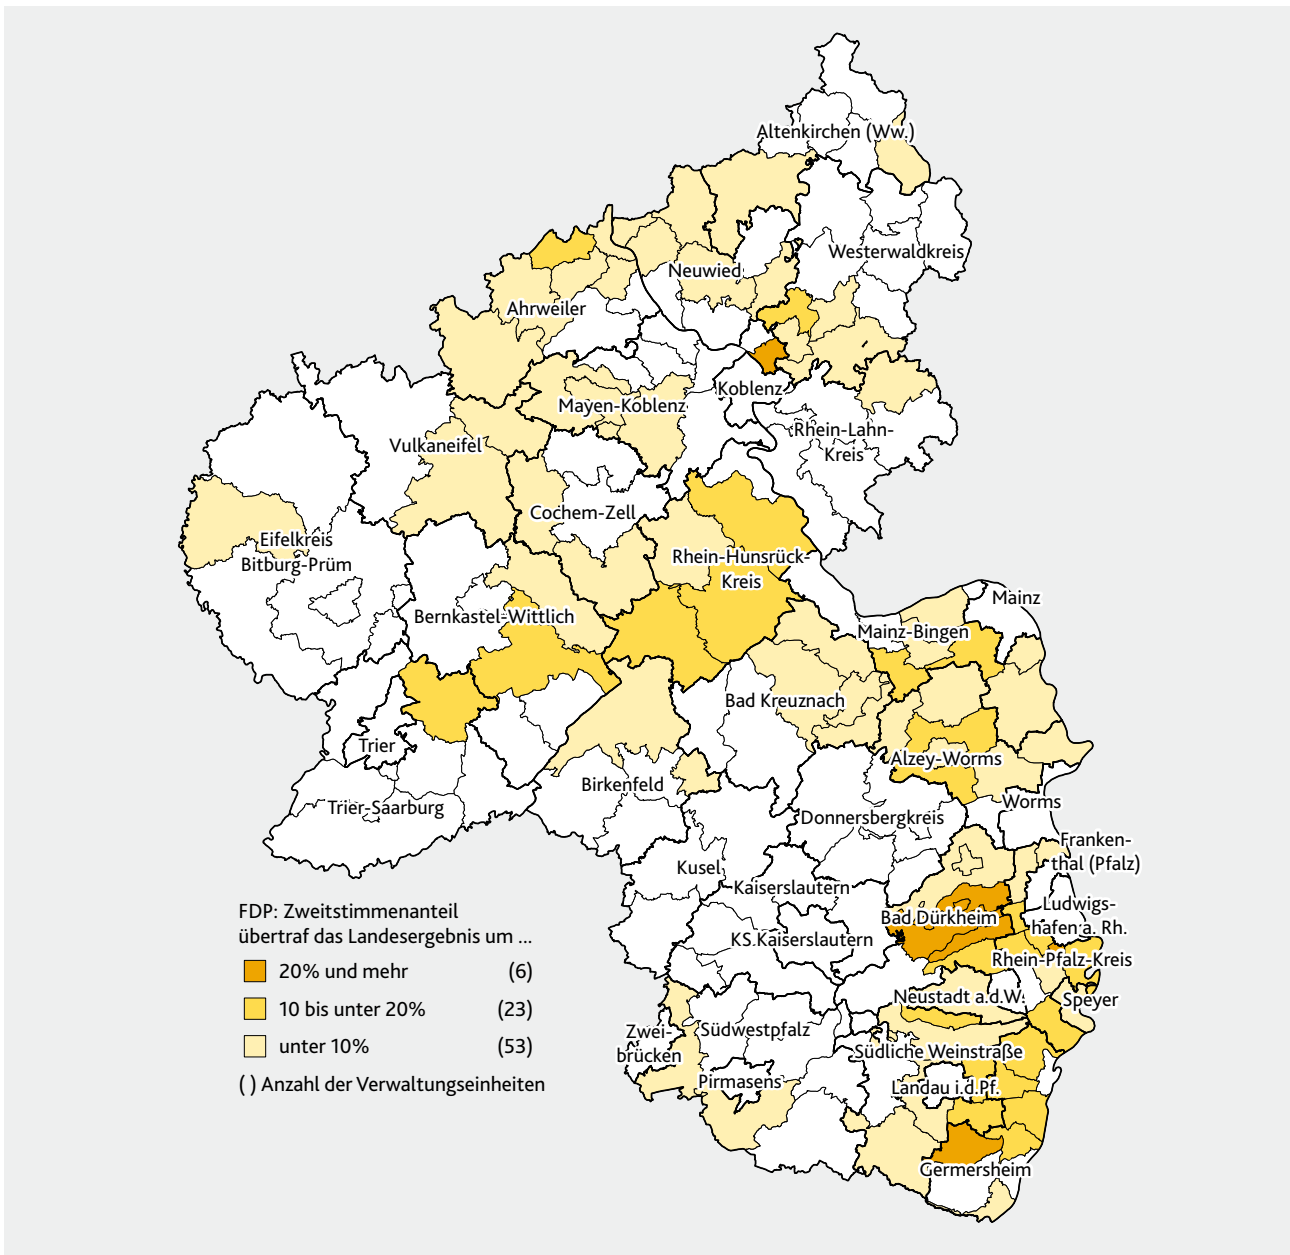 Altenkirchen (Ww.)
Westerwaldkreis
Neuwied
Ahrweiler
Koblenz
Mayen-Koblenz
Rhein-Lahn-
Kreis
Vulkaneifel
Cochem-Zell
Eifelkreis
Bitburg-Prüm
Rhein-Hunsrück-
Kreis
Mainz
Bernkastel-Wittlich
Mainz-Bingen
Bad Kreuznach
Trier
Alzey-Worms
Birkenfeld
Trier-Saarburg
Worms
Donnersbergkreis
Franken-
thal (Pfalz)
Kusel
Kaiserslautern
Ludwigs-
hafen a. Rh.
Bad Dürkheim
KS.Kaiserslautern
Rhein-Pfalz-Kreis
Neustadt a.d.W.
Speyer
Zwei-
brücken
Südwestpfalz
Südliche Weinstraße
Pirmasens
Landau i.d.Pf.
Germersheim
FDP: Zweitstimmenanteil
übertraf das Landesergebnis um ...
20% und mehr (6)
10 bis unter 20% (23)
unter 10% (53)
( ) Anzahl der Verwaltungseinheiten